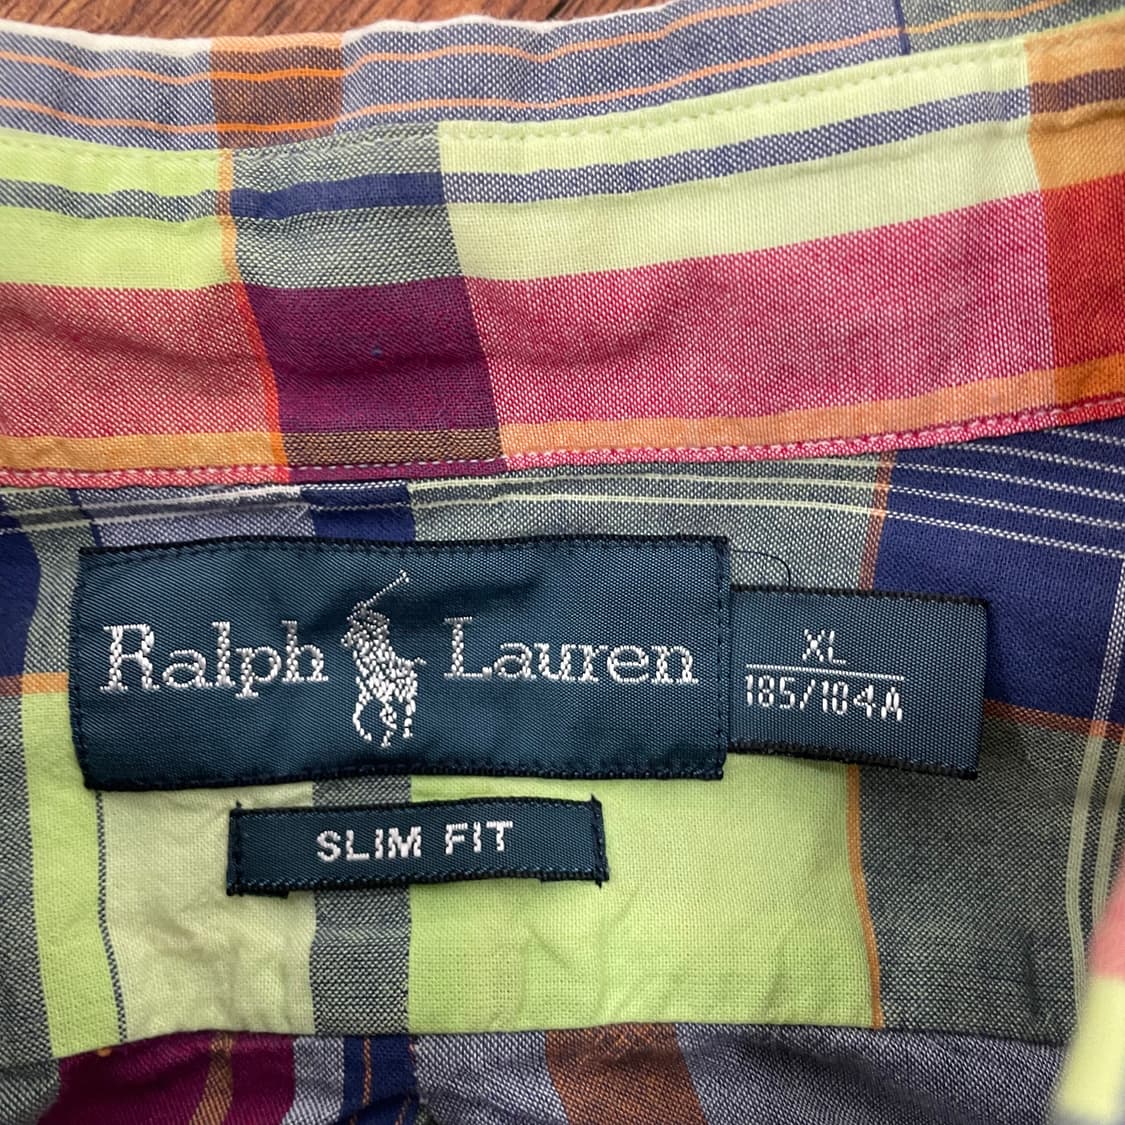 Ralph Lauren
XL
185/104A
SLIM FIT